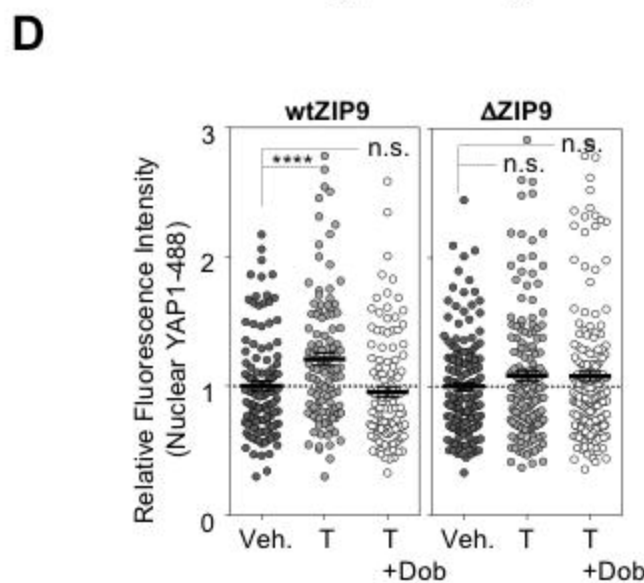 D
wtZIP9
ΔZIP9
Relative Fluorescence Intensity
(Nuclear YAP1-488)
3
2
1
0
n.s.
****
n.s.
n.s.
Veh. T T
+Dob
Veh. T T
+Dob